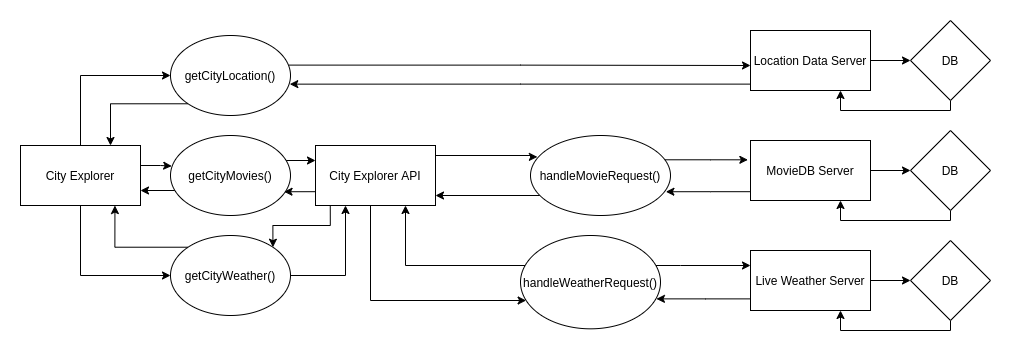 getCityLocation()
Location Data Server
DB
City Explorer
getCityMovies()
City Explorer API
handleMovieRequest()
MovieDB Server
DB
getCityWeather()
handleWeatherRequest()
Live Weather Server
DB